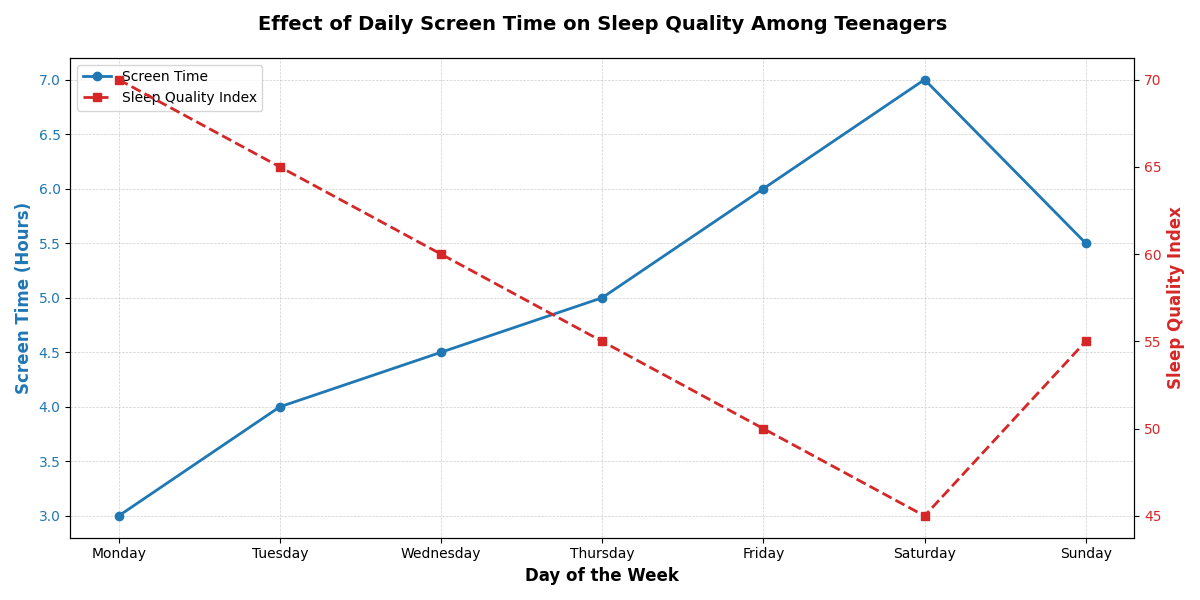 Effect of Daily Screen Time on Sleep Quality Among Teenagers
Screen Time
Sleep Quality Index
7.0
6.5
6.0
5.5
5.0
4.5
4.0
3.5
3.0
Screen Time (Hours)
70
65
60
55
50
45
Sleep Quality Index
Monday Tuesday Wednesday Thursday Friday Saturday Sunday
Day of the Week